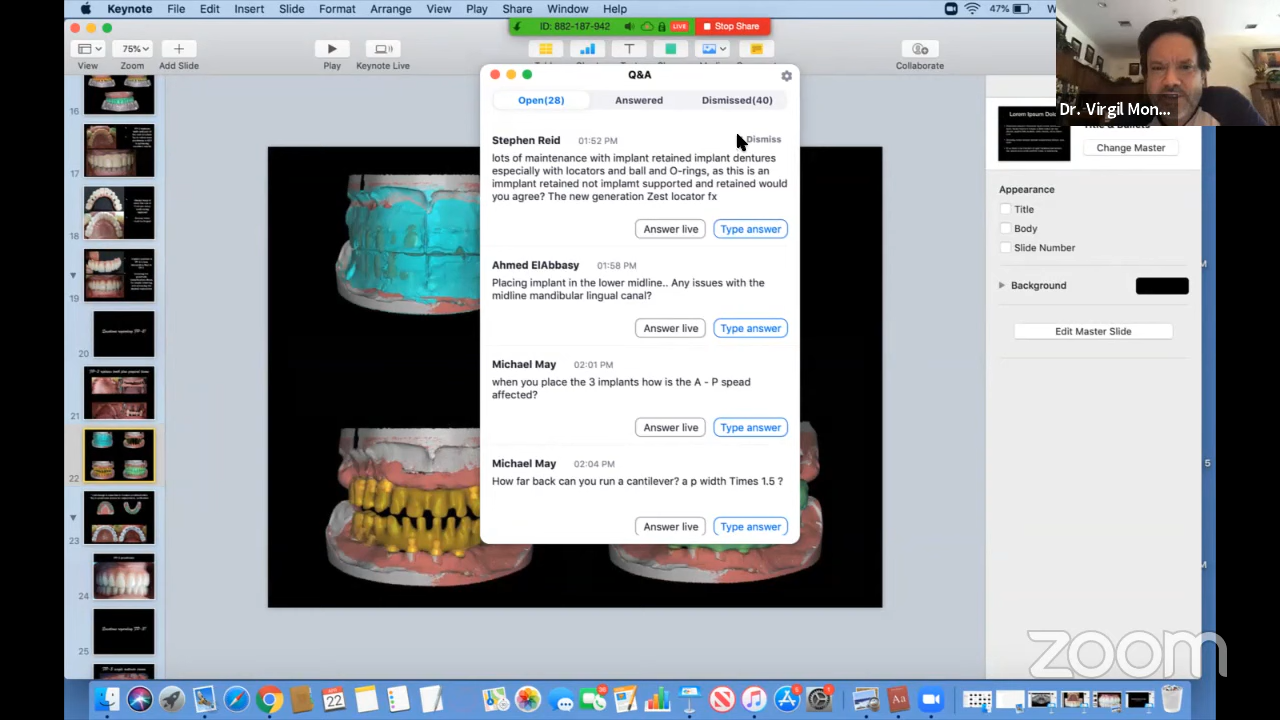 Keynote File Edit Insert Slide Format Arrange View Play Share Window Help 47%
ID: 882-187-942 LIVE Stop Share
75%
View Zoom Add Slide Play Keynote Live Collaborate
Dr. Virgil Mon...
Q&A
Open(28) Answered Dismissed(40)
Stephen Reid 01:52 PM Dismiss
lots of maintenance with implant retained implant dentures
especially with locators and ball and O-rings, as this is an
immplant retained not implamt supported and retained would
you agree? The new generation Zest locator fx
Answer live Type answer
Ahmed ElAbbasy 01:58 PM
Placing implant in the lower midline.. Any issues with the
midline mandibular lingual canal?
Answer live Type answer
Michael May 02:01 PM
when you place the 3 implants how is the A - P spead
affected?
Answer live Type answer
Michael May 02:04 PM
How far back can you run a cantilever? a p width Times 1.5 ?
Answer live Type answer
Lorem Ipsum Dolo
Change Master
Appearance
Title
Body
Slide Number
Background
Edit Master Slide
16
17
18
19
20
21
22
23
24
25
M
5
M
zoom
22